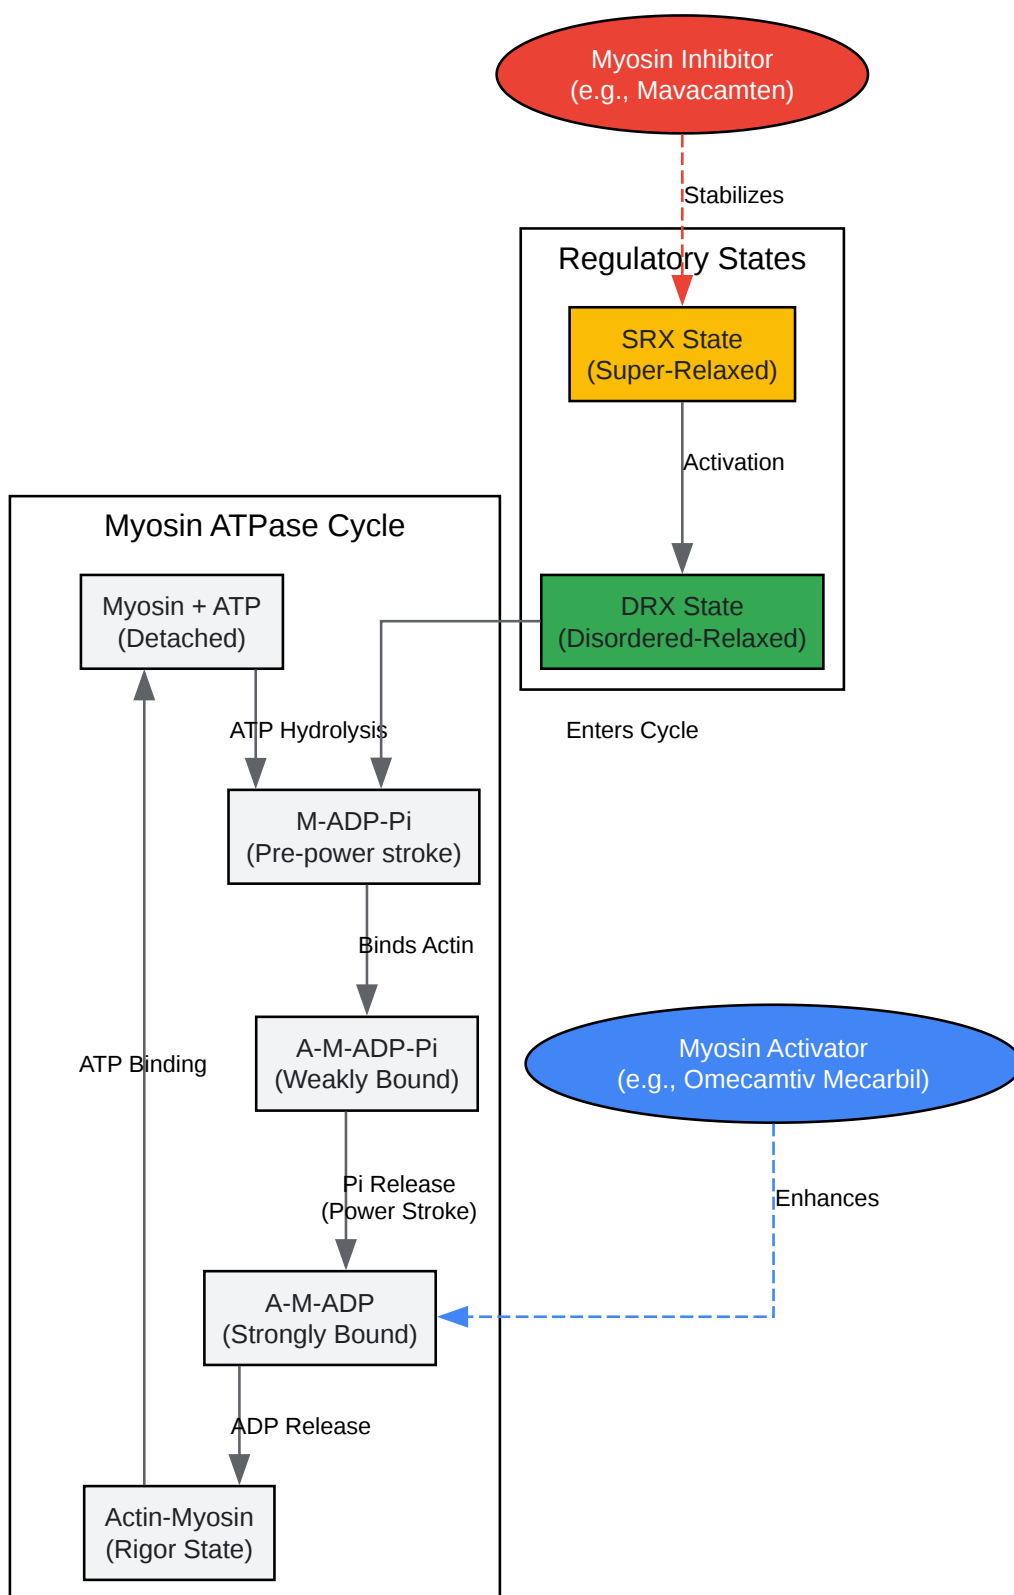 Myosin Inhibitor
(e.g., Mavacamten)
Stabilizes
Regulatory States
SRX State
(Super-Relaxed)
Activation
Myosin ATPase Cycle
Myosin + ATP
(Detached)
DRX State
(Disordered-Relaxed)
ATP Hydrolysis
Enters Cycle
M-ADP-Pi
(Pre-power stroke)
Binds Actin
A-M-ADP-Pi
(Weakly Bound)
Myosin Activator
(e.g., Omecamtiv Mecarbil)
ATP Binding
Pi Release
(Power Stroke)
Enhances
A-M-ADP
(Strongly Bound)
ADP Release
Actin-Myosin
(Rigor State)